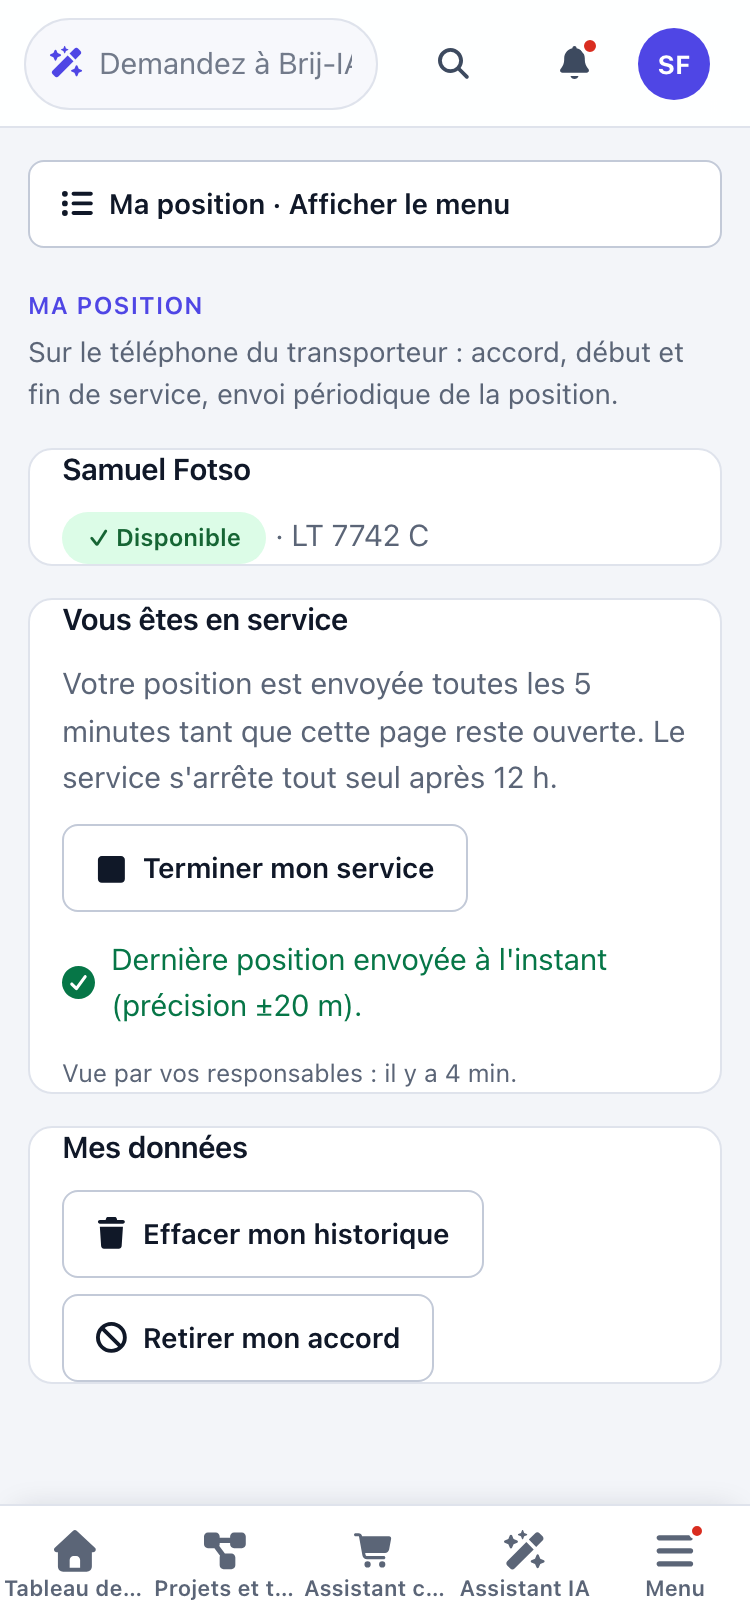 Demandez à Brij-IA
SF
Ma position · Afficher le menu
MA POSITION
Sur le téléphone du transporteur : accord, début et
fin de service, envoi périodique de la position.
Samuel Fotso
Disponible · LT 7742 C
Vous êtes en service
Votre position est envoyée toutes les 5
minutes tant que cette page reste ouverte. Le
service s'arrête tout seul après 12 h.
Terminer mon service
Dernière position envoyée à l'instant
(précision ±20 m).
Vue par vos responsables : il y a 4 min.
Mes données
Effacer mon historique
Retirer mon accord
Tableau de... Projets et t... Assistant c... Assistant IA Menu